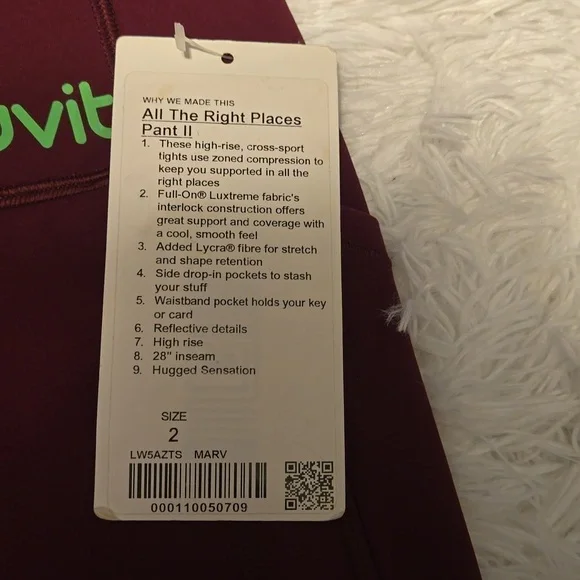 WHY WE MADE THIS
All The Right Places
Pant II
1. These high-rise, cross-sport
tights use zoned compression to
keep you supported in all the
right places
2. Full-On® Luxtreme fabric's
interlock construction offers
great support and coverage with
a cool, smooth feel
3. Added Lycra® fibre for stretch
and shape retention
4. Side drop-in pockets to stash
your stuff
5. Waistband pocket holds your key
or card
6. Reflective details
7. High rise
8. 28" inseam
9. Hugged Sensation
SIZE
2
LW5AZTS MARV
000110050709